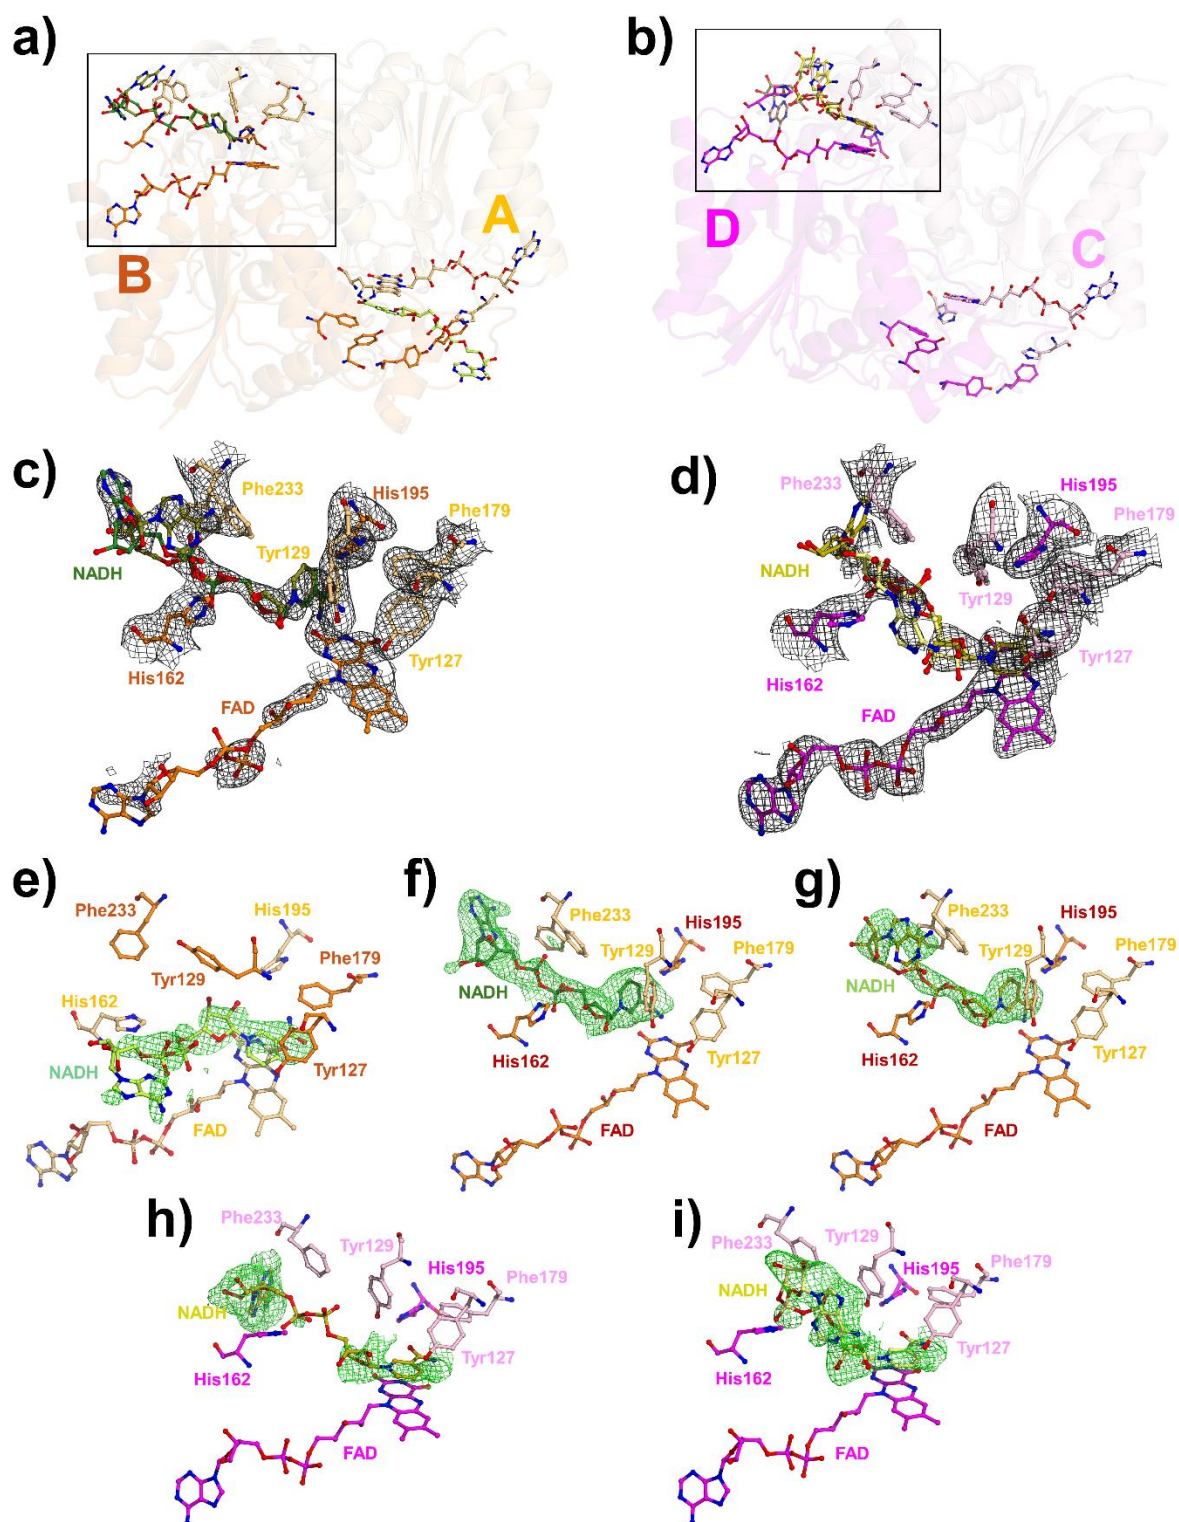 a)
b)
A
B
D
C
c)
Phe233
His195
Phe179
Tyr129
NADH
Tyr127
His162
FAD
d)
Phe233
His195
Phe179
NADH
Tyr129
Tyr127
His162
FAD
e)
Phe233
His195
Tyr129
Phe179
His162
NADH
Tyr127
FAD
f)
Phe233
His195
Tyr129
Phe179
NADH
His162
Tyr127
FAD
g)
Phe233
His195
Tyr129
Phe179
NADH
His162
Tyr127
FAD
h)
Phe233
Tyr129
His195
Phe179
NADH
Tyr127
His162
FAD
i)
Phe233
Tyr129
His195
Phe179
NADH
Tyr127
His162
FAD